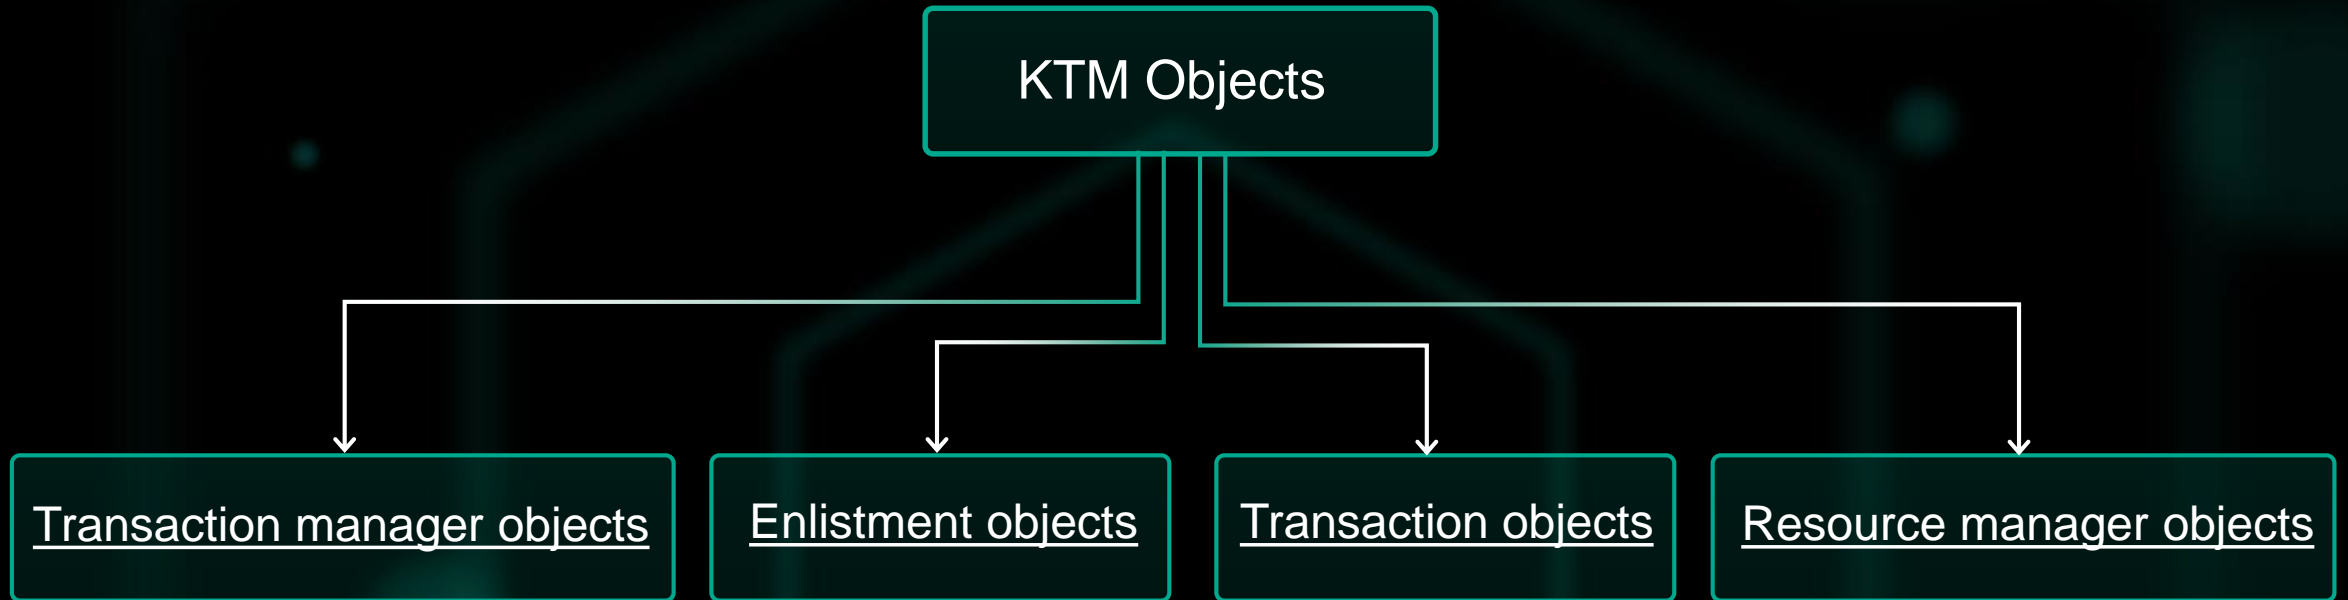 KTM Objects
Transaction manager objects
Enlistment objects
Transaction objects
Resource manager objects